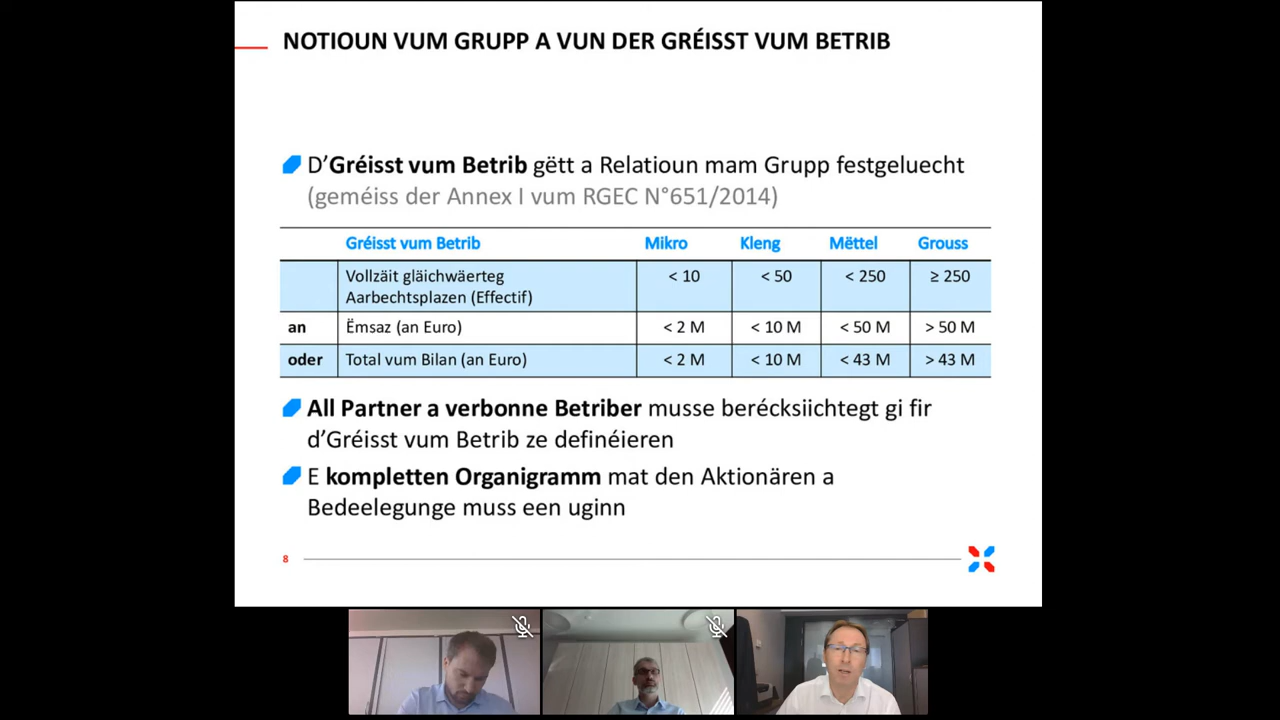 NOTIOUN VUM GRUPP A VUN DER GRÉISST VUM BETRIB
D’Gréisst vum Betrib gëtt a Relatioun mam Grupp festgeluecht
(geméiss der Annex I vum RGEC N°651/2014)
Gréisst vum Betrib Mikro Kleng Mëttel Grouss
Vollzäit gläichwäerteg < 10 < 50 < 250 ≥ 250
Aarbechtsplazen (Effectif)
an Ëmsaz (an Euro) < 2 M < 10 M < 50 M > 50 M
oder Total vum Bilan (an Euro) < 2 M < 10 M < 43 M > 43 M
All Partner a verbonne Betriber musse berécksiichtegt gi fir
d’Gréisst vum Betrib ze definéieren
E kompletten Organigramm mat den Aktionären a
Bedeelegunge muss een uginn
8